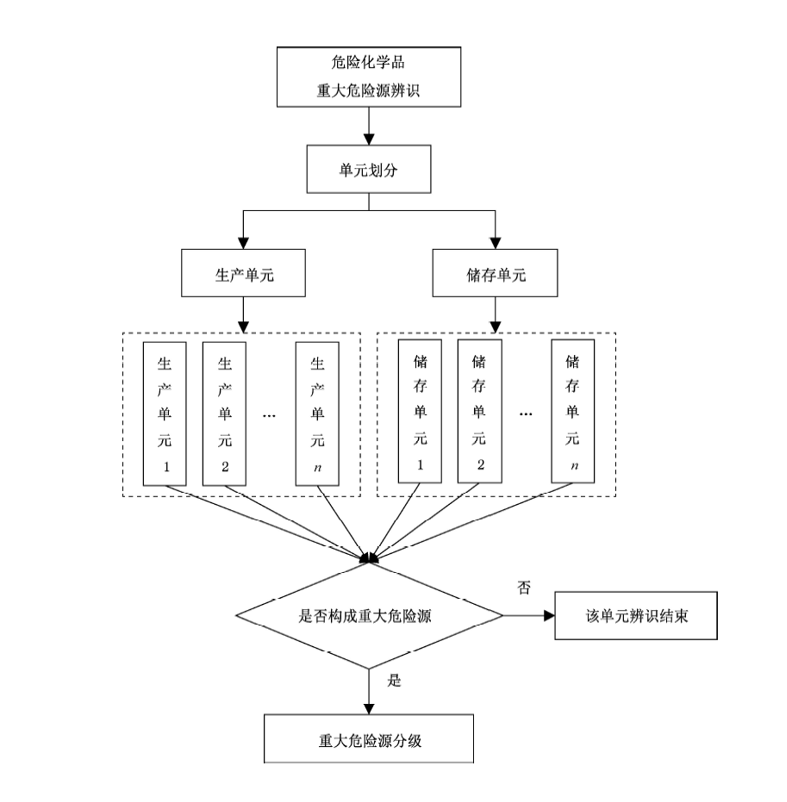 危险化学品
重大危险源辨识
单元划分
生产单元
储存单元
生产单元1
生产单元2
...
生产单元n
储存单元1
储存单元2
...
储存单元n
是否构成重大危险源
否
该单元辨识结束
是
重大危险源分级